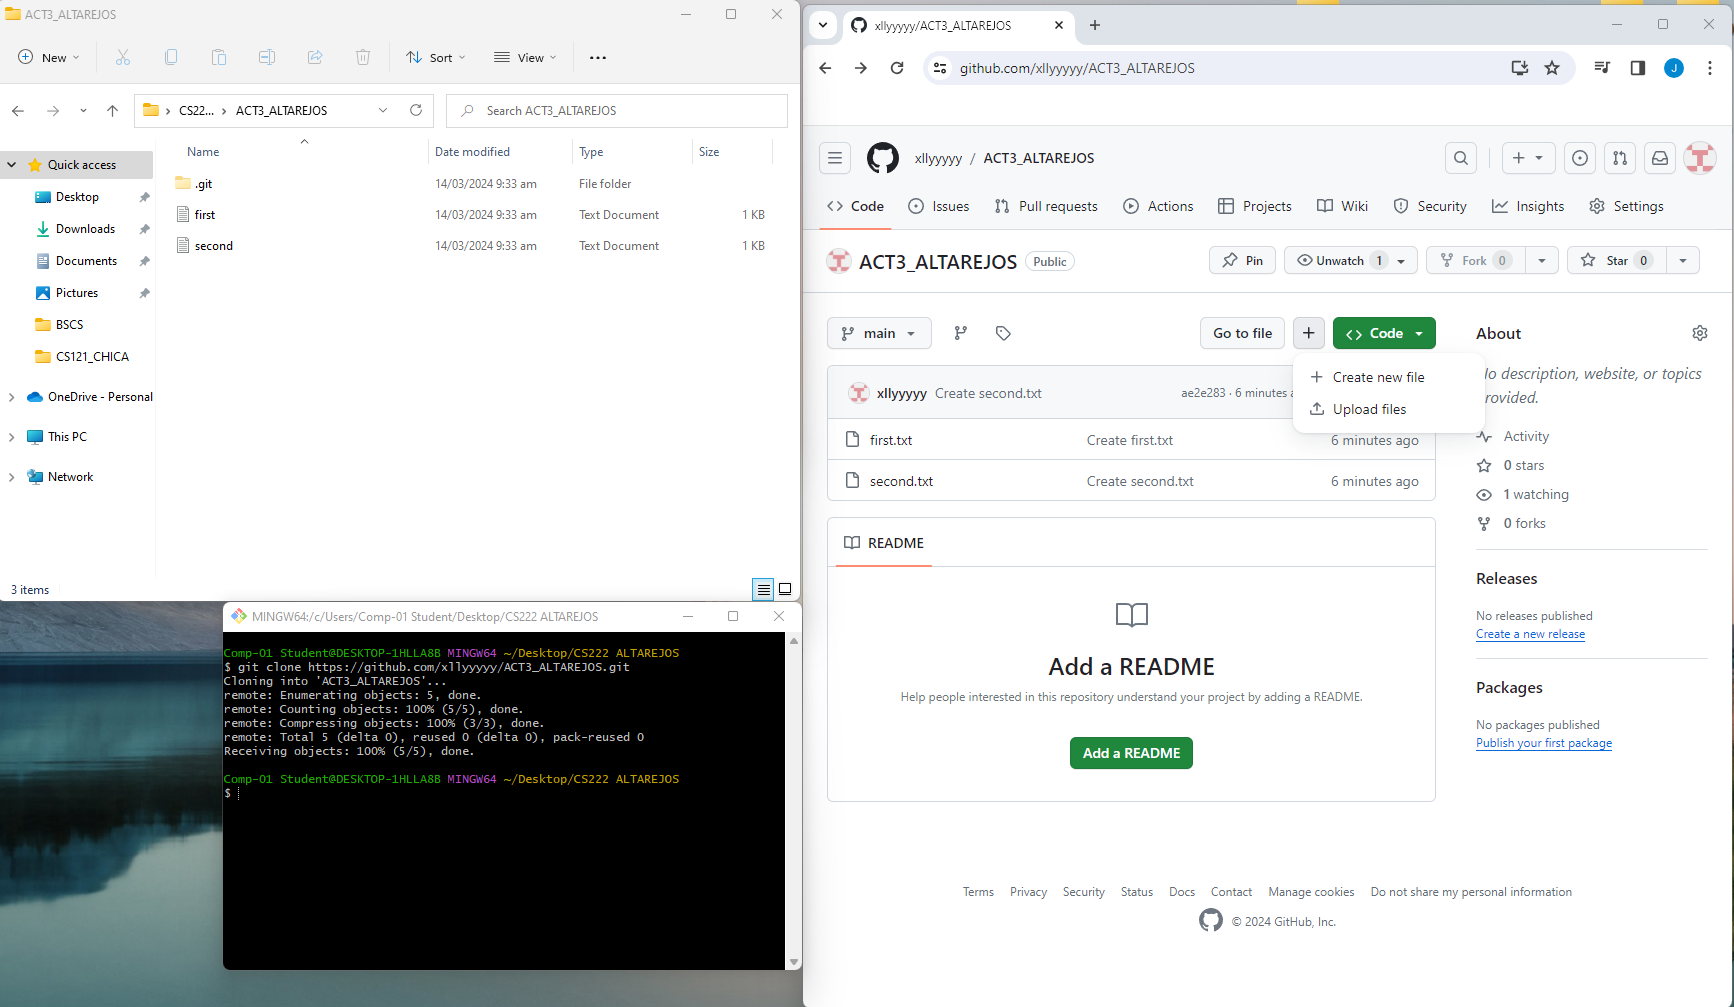 ACT3_ALTAREJOS
New
Sort
View
CS22... › ACT3_ALTAREJOS
Search ACT3_ALTAREJOS
Name Date modified Type Size
Quick access
Desktop
Downloads
Documents
Pictures
BSCS
CS121_CHICA
OneDrive - Personal
This PC
Network
.git 14/03/2024 9:33 am File folder
first 14/03/2024 9:33 am Text Document 1 KB
second 14/03/2024 9:33 am Text Document 1 KB
3 items
MINGW64:/c/Users/Comp-01 Student/Desktop/CS222 ALTAREJOS
Comp-01 Student@DESKTOP-1HLLA8B MINGW64 ~/Desktop/CS222 ALTAREJOS
$ git clone https://github.com/xllyyyyy/ACT3_ALTAREJOS.git
Cloning into 'ACT3_ALTAREJOS'...
remote: Enumerating objects: 5, done.
remote: Counting objects: 100% (5/5), done.
remote: Compressing objects: 100% (3/3), done.
remote: Total 5 (delta 0), reused 0 (delta 0), pack-reused 0
Receiving objects: 100% (5/5), done.
Comp-01 Student@DESKTOP-1HLLA8B MINGW64 ~/Desktop/CS222 ALTAREJOS
$
xllyyyyy/ACT3_ALTAREJOS
github.com/xllyyyyy/ACT3_ALTAREJOS
J
xllyyyyy / ACT3_ALTAREJOS
Code Issues Pull requests Actions Projects Wiki Security Insights Settings
ACT3_ALTAREJOS Public
Pin Unwatch 1 Fork 0 Star 0
main Go to file Code
Create new file
Upload files
xllyyyyy Create second.txt ae2e283 · 6 minutes a
first.txt Create first.txt 6 minutes ago
second.txt Create second.txt 6 minutes ago
README
Add a README
Help people interested in this repository understand your project by adding a README.
Add a README
About
o description, website, or topics
rovided.
Activity
0 stars
1 watching
0 forks
Releases
No releases published
Create a new release
Packages
No packages published
Publish your first package
Terms Privacy Security Status Docs Contact Manage cookies Do not share my personal information
© 2024 GitHub, Inc.